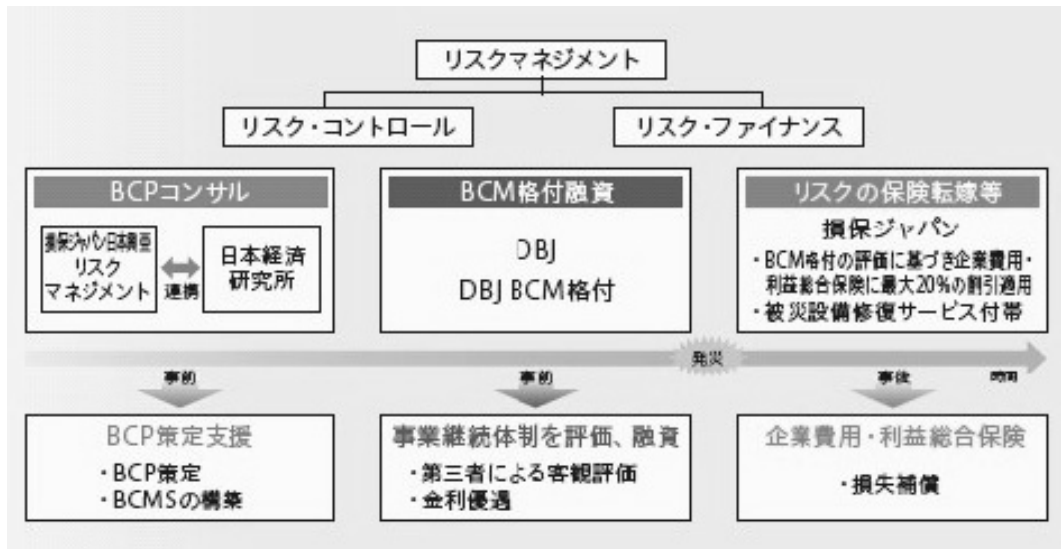 リスクマネジメント
リスク・コントロール
リスク・ファイナンス
BCPコンサル
損保ジャパン日本興亜
リスク
マネジメント
連携
日本経済
研究所
BCM格付融資
DBJ
DBJ BCM格付
リスクの保険転嫁等
損保ジャパン
・BCM格付の評価に基づき企業費用・
利益総合保険に最大20%の割引適用
・被災設備修復サービス付帯
発災
事前
事前
事後
時間
BCP策定支援
・BCP策定
・BCMSの構築
事業継続体制を評価、融資
・第三者による客観評価
・金利優遇
企業費用・利益総合保険
・損失補償